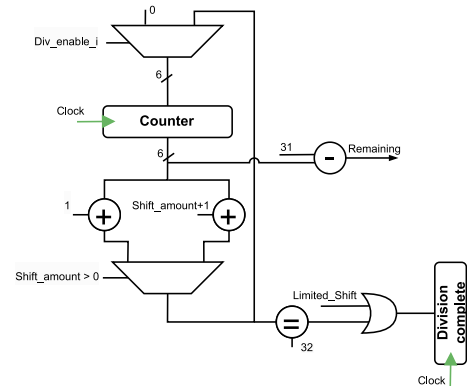 0
Div_enable_i
6
Clock
Counter
6
31
-
Remaining
1
+
Shift_amount+1
+
Shift_amount > 0
Limited_Shift
=
32
Division
complete
Clock